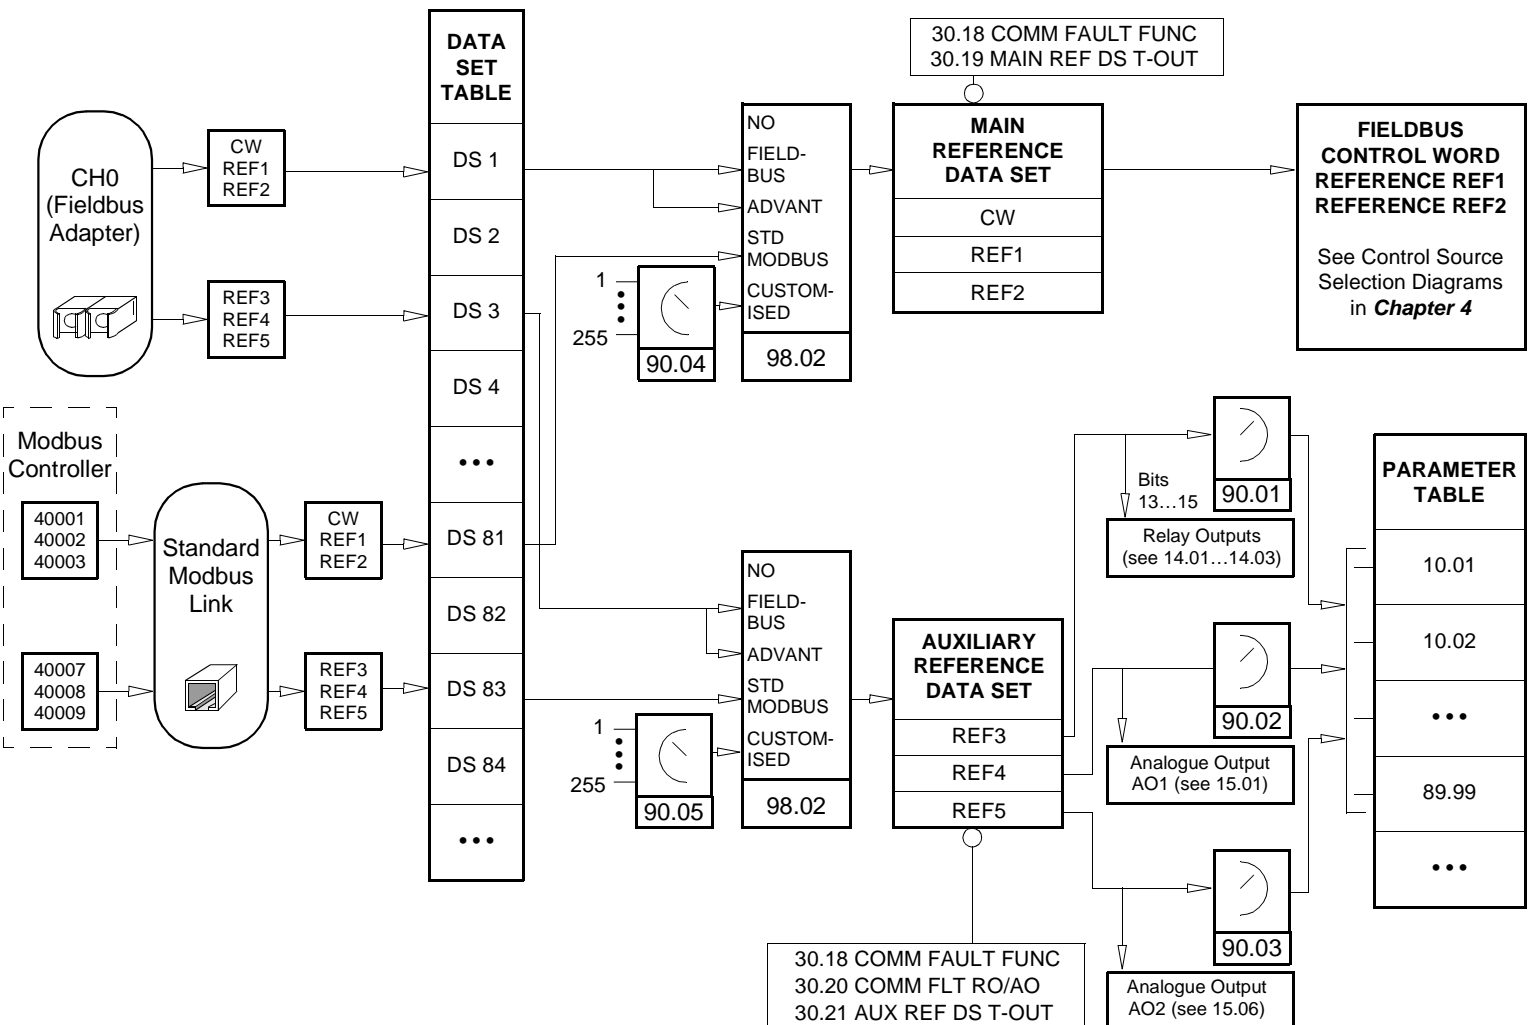 30.18 COMM FAULT FUNC
30.19 MAIN REF DS T-OUT
DATA
SET
TABLE
DS 1
DS 2
DS 3
DS 4
•••
DS 81
DS 82
DS 83
DS 84
•••
CH0
(Fieldbus
Adapter)
CW
REF1
REF2
REF3
REF4
REF5
Modbus
Controller
40001
40002
40003
40007
40008
40009
Standard
Modbus
Link
CW
REF1
REF2
REF3
REF4
REF5
1
255
90.04
NO
FIELD-
BUS
ADVANT
STD
MODBUS
CUSTOM-
ISED
98.02
MAIN
REFERENCE
DATA SET
CW
REF1
REF2
FIELDBUS
CONTROL WORD
REFERENCE REF1
REFERENCE REF2
See Control Source
Selection Diagrams
in Chapter 4
1
255
90.05
NO
FIELD-
BUS
ADVANT
STD
MODBUS
CUSTOM-
ISED
98.02
AUXILIARY
REFERENCE
DATA SET
REF3
REF4
REF5
30.18 COMM FAULT FUNC
30.20 COMM FLT RO/AO
30.21 AUX REF DS T-OUT
Bits
13…15
90.01
Relay Outputs
(see 14.01…14.03)
90.02
Analogue Output
AO1 (see 15.01)
90.03
Analogue Output
AO2 (see 15.06)
PARAMETER
TABLE
10.01
10.02
•••
89.99
•••